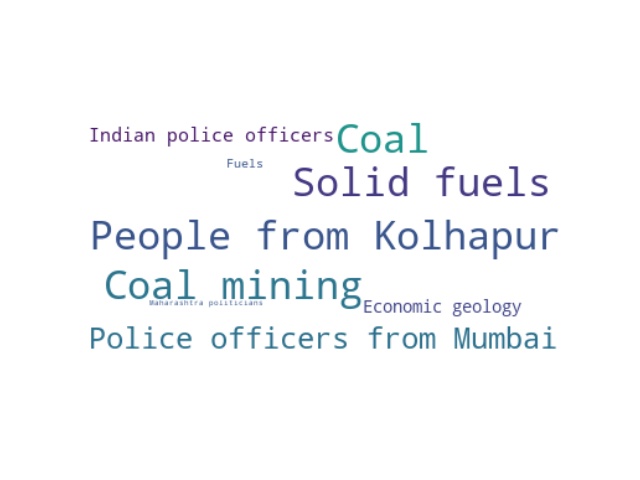 Indian police officers
Coal
Fuels
Solid fuels
People from Kolhapur
Coal mining
Maharashtra politicians
Economic geology
Police officers from Mumbai